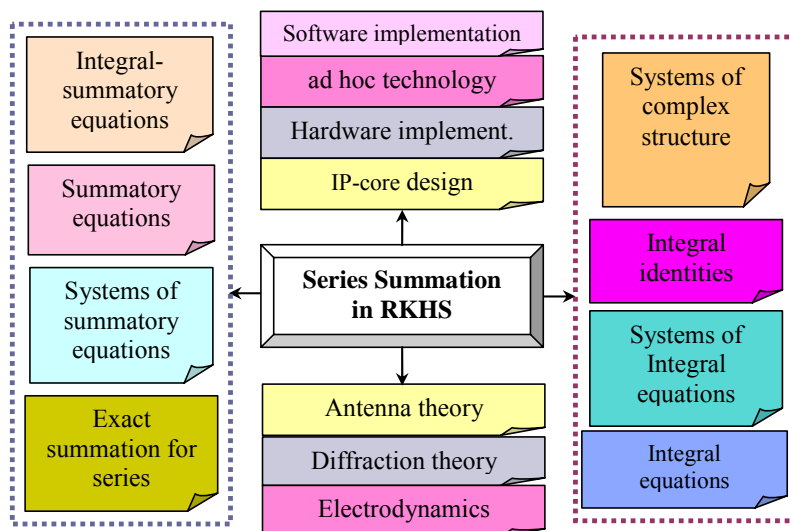 Integral-
summatory
equations
Summatory
equations
Systems of
summatory
equations
Exact
summation for
series
Software implementation
ad hoc technology
Hardware implement.
IP-core design
Series Summation
in RKHS
Antenna theory
Diffraction theory
Electrodynamics
Systems of
complex
structure
Integral
identities
Systems of
Integral
equations
Integral
equations